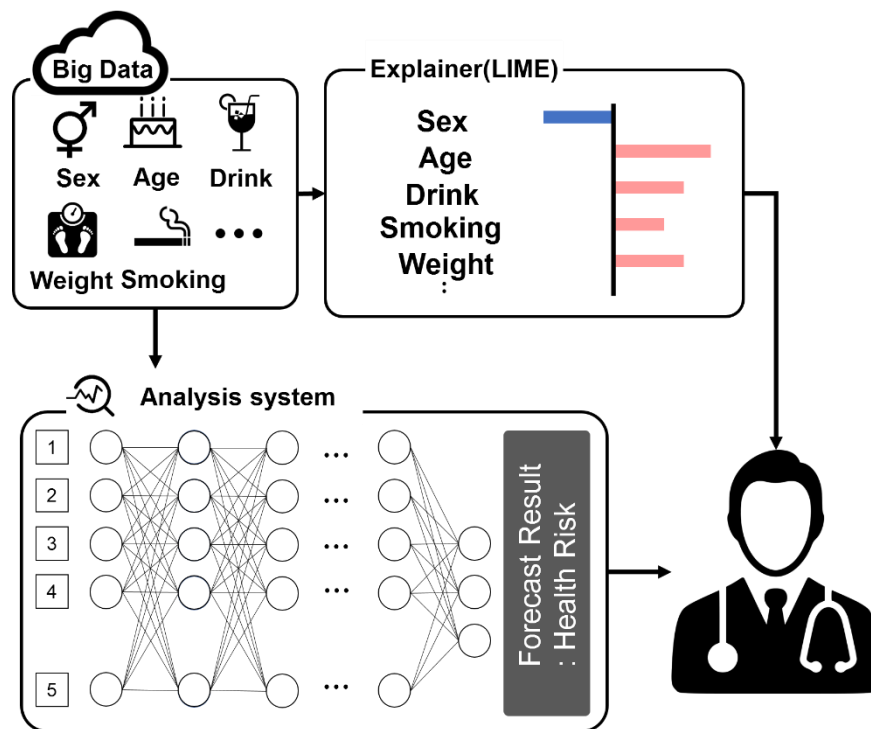 Big Data
Sex Age Drink
Weight Smoking
Explainer(LIME)
Sex
Age
Drink
Smoking
Weight
:
Analysis system
1
2
3
4
5
...
...
...
...
...
Forecast Result
: Health Risk